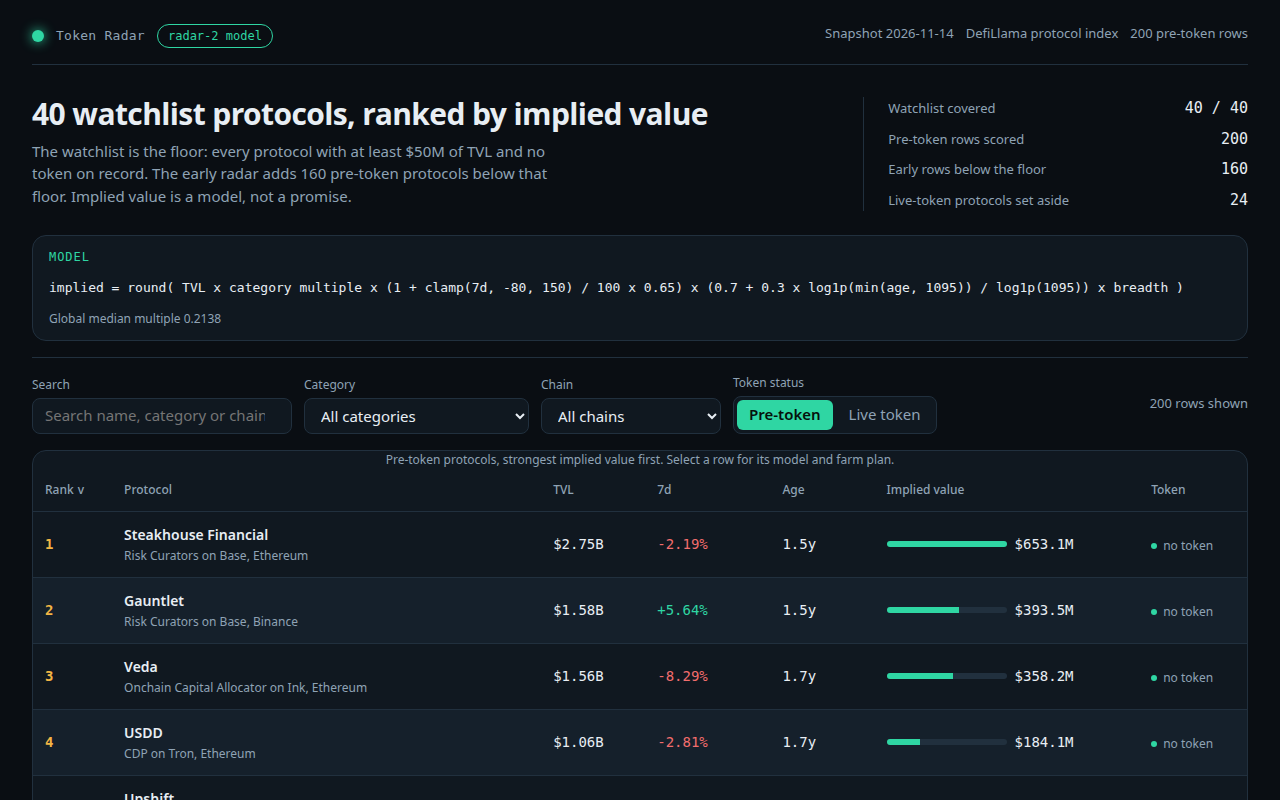 Token Radar radar-2 model Snapshot 2026-11-14 DefiLlama protocol index 200 pre-token rows
40 watchlist protocols, ranked by implied value
The watchlist is the floor: every protocol with at least $50M of TVL and no
token on record. The early radar adds 160 pre-token protocols below that
floor. Implied value is a model, not a promise.
Watchlist covered 40 / 40
Pre-token rows scored 200
Early rows below the floor 160
Live-token protocols set aside 24
MODEL
implied = round( TVL x category multiple x (1 + clamp(7d, -80, 150) / 100 x 0.65) x (0.7 + 0.3 x log1p(min(age, 1095)) / log1p(1095)) x breadth )
Global median multiple 0.2138
Search Category Chain Token status
Search name, category or chain All categories All chains Pre-token Live token 200 rows shown
Pre-token protocols, strongest implied value first. Select a row for its model and farm plan.
Rank v Protocol TVL 7d Age Implied value Token
1 Steakhouse Financial $2.75B -2.19% 1.5y $653.1M no token
Risk Curators on Base, Ethereum
2 Gauntlet $1.58B +5.64% 1.5y $393.5M no token
Risk Curators on Base, Binance
3 Veda $1.56B -8.29% 1.7y $358.2M no token
Onchain Capital Allocator on Ink, Ethereum
4 USDD $1.06B -2.81% 1.7y $184.1M no token
CDP on Tron, Ethereum
Upshift